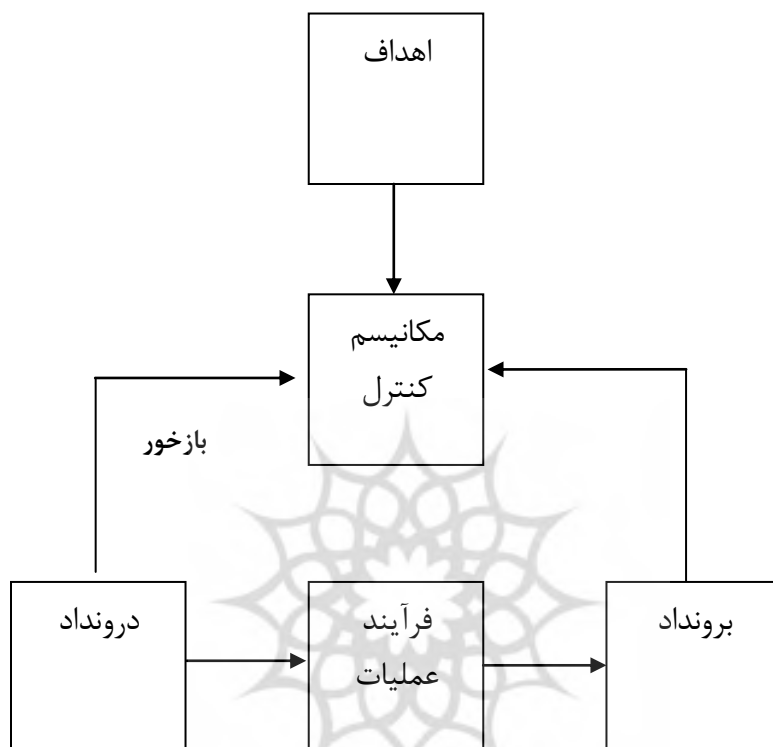 اهداف
مکانیسم
کنترل
بازخور
درونداد
فرآیند
عملیات
برونداد